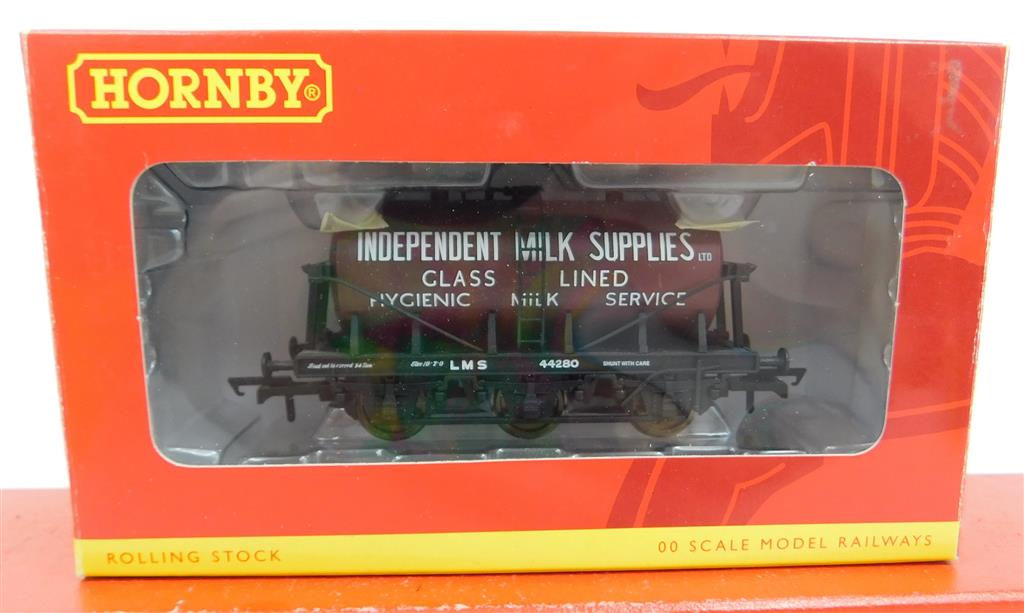 HORNBY®
INDEPENDENT MILK SUPPLIES LTD
GLASS LINED
HYGIENIC MILK SERVICE
LMS 44280 SHUNT WITH CARE
ROLLING STOCK
00 SCALE MODEL RAILWAYS